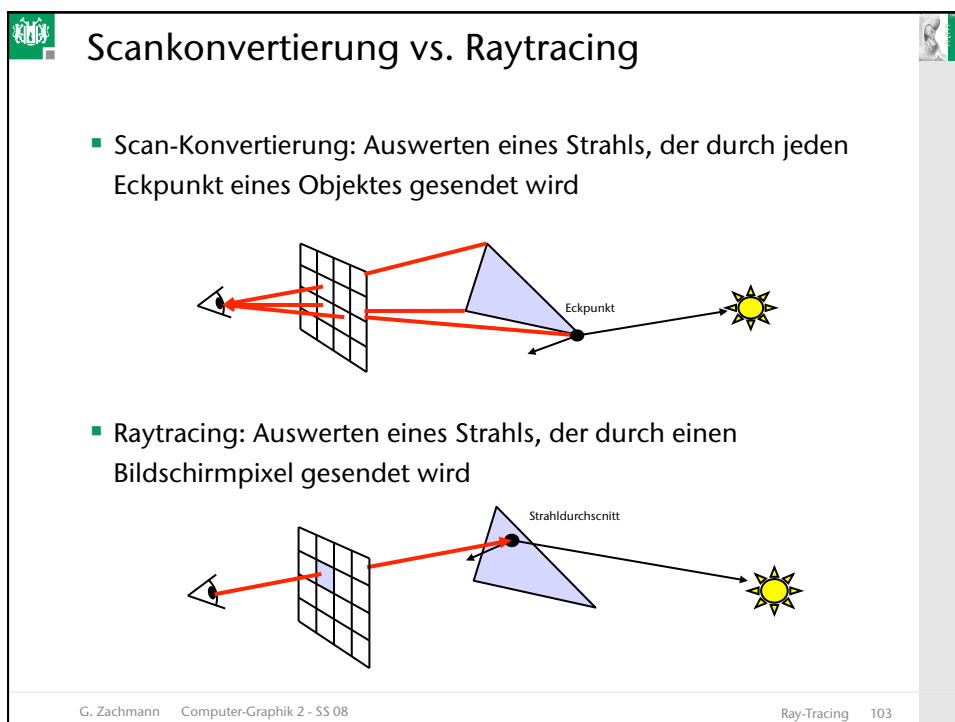 Scankonvertierung vs. Raytracing
Scan-Konvertierung: Auswerten eines Strahls, der durch jeden
Eckpunkt eines Objektes gesendet wird
Eckpunkt
Raytracing: Auswerten eines Strahls, der durch einen
Bildschirmpixel gesendet wird
Strahldurchscnitt
G. Zachmann Computer-Graphik 2 - SS 08
Ray-Tracing 103